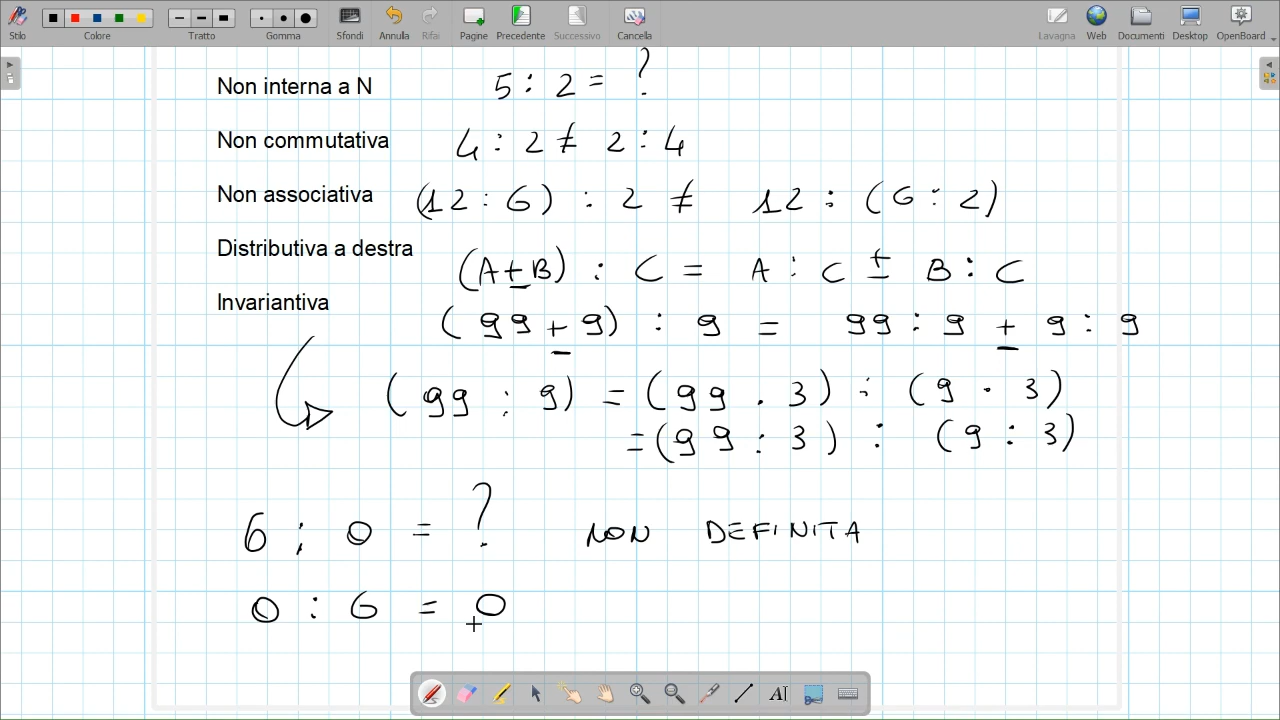 Stilo Colore Tratto Gomma Sfondi Annulla Rifai Pagine Precedente Successivo Cancella Lavagna Web Documenti Desktop OpenBoard
Non interna a N 5 : 2 = ?
Non commutativa 4 : 2 ≠ 2 : 4
Non associativa (12 : 6) : 2 ≠ 12 : (6 : 2)
Distributiva a destra (A±B) : C = A : C ± B : C
Invariantiva (99 ± 9) : 9 = 99 : 9 ± 9 : 9
(99 : 9) = (99 . 3) : (9 · 3)
=(99 : 3) : (9 : 3)
6 : 0 = ? NON DEFINITA
0 : 6 = 0